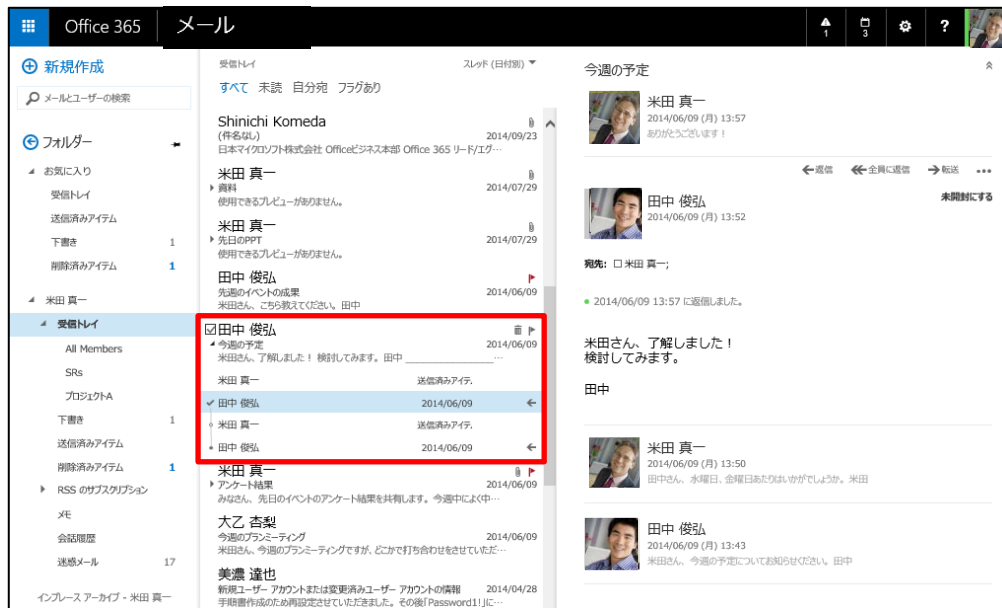 Office 365
メール
1
3
?
新規作成
メールとユーザーの検索
フォルダー
お気に入り
受信トレイ
送信済みアイテム
下書き 1
削除済みアイテム 1
米田 真一
受信トレイ
All Members
SRs
プロジェクトA
下書き 1
送信済みアイテム
削除済みアイテム 1
RSS のサブスクリプション
メモ
会話履歴
迷惑メール 17
インプレース アーカイブ - 米田 真一
受信トレイ スレッド (日付別)
すべて 未読 自分宛 フラグあり
Shinichi Komeda
(件名なし) 2014/09/23
日本マイクロソフト株式会社 Officeビジネス本部 Office 365 リード/エグ…
米田 真一
資料 2014/07/29
使用できるプレビューがありません。
米田 真一
先日のPPT 2014/07/29
使用できるプレビューがありません。
田中 俊弘
先週のイベントの成果 2014/06/09
米田さん、こちら教えてください。田中
田中 俊弘
今週の予定 2014/06/09
米田さん、了解しました！ 検討してみます。田中 ________________…
米田 真一 送信済みアイテ.
田中 俊弘 2014/06/09
米田 真一 送信済みアイテ.
田中 俊弘 2014/06/09
米田 真一
アンケート結果 2014/06/09
みなさん、先日のイベントのアンケート結果を共有します。今週中によく中…
大乙 杏梨
今週のプランミーティング 2014/06/09
米田さん、今週のプランミーティングですが、どこかで打ち合わせをさせていただ…
美濃 達也
新規ユーザー アカウントまたは変更済みユーザー アカウントの情報 2014/04/28
手順書作成のため再設定させていただきました。その後「Password1!」に…
今週の予定
米田 真一
2014/06/09 (月) 13:57
ありがとうございます！
返信 全員に返信 転送 •••
田中 俊弘 未開封にする
2014/06/09 (月) 13:52
宛先: 米田 真一;
2014/06/09 13:57 に返信しました。
米田さん、了解しました！
検討してみます。
田中
米田 真一
2014/06/09 (月) 13:50
田中さん、水曜日、金曜日あたりはいかがでしょうか。米田
田中 俊弘
2014/06/09 (月) 13:43
米田さん、今週の予定についてお知らせください。田中